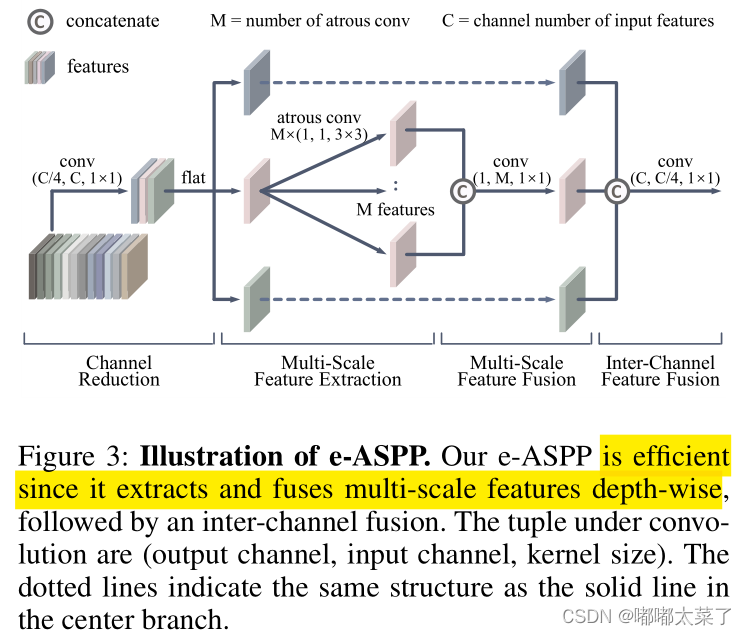 C concatenate
M = number of atrous conv
C = channel number of input features
features
atrous conv
M×(1, 1, 3×3)
conv
(C/4, C, 1×1)
flat
:
M features
C
conv
(1, M, 1×1)
C
conv
(C, C/4, 1×1)
Channel
Reduction
Multi-Scale
Feature Extraction
Multi-Scale
Feature Fusion
Inter-Channel
Feature Fusion
Figure 3: Illustration of e-ASPP. Our e-ASPP is efficient
since it extracts and fuses multi-scale features depth-wise,
followed by an inter-channel fusion. The tuple under convo-
lution are (output channel, input channel, kernel size). The
dotted lines indicate the same structure as the solid line in
the center branch.
CSDN @嘟嘟太菜了